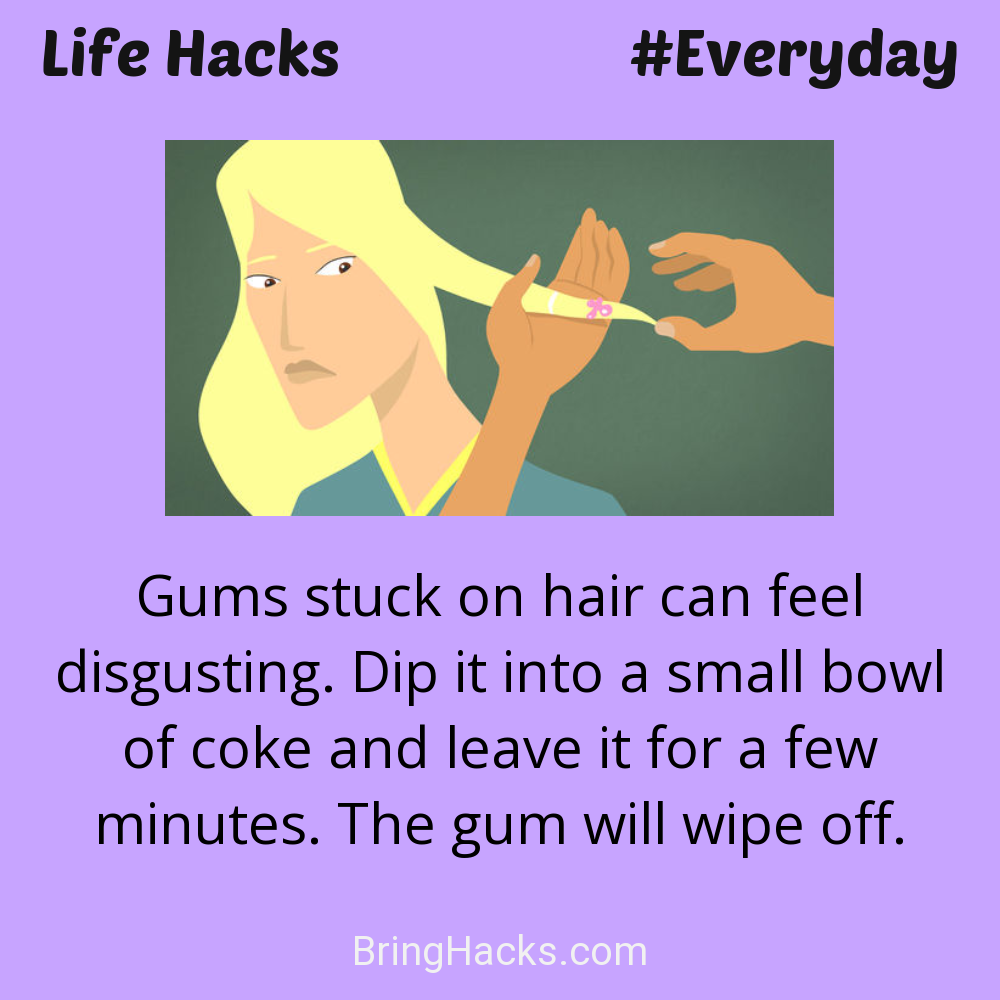 Life Hacks
#Everyday
Gums stuck on hair can feel
disgusting. Dip it into a small bowl
of coke and leave it for a few
minutes. The gum will wipe off.
BringHacks.com